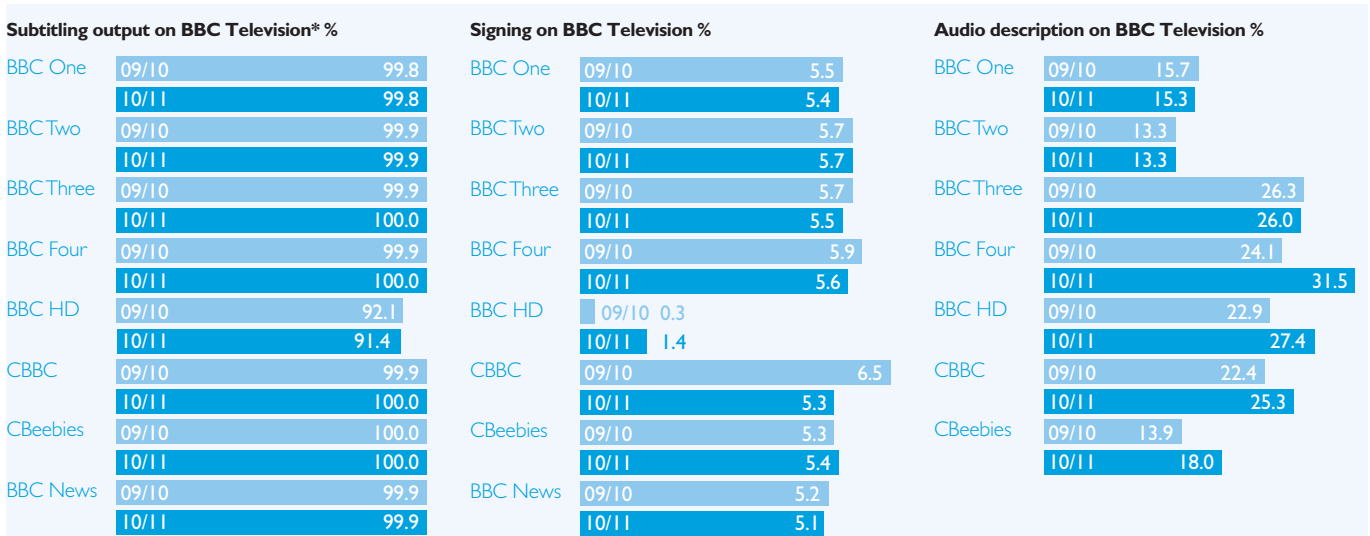 Subtitling output on BBC Television* %
BBC One 09/10 99.8
10/11 99.8
BBC Two 09/10 99.9
10/11 99.9
BBC Three 09/10 99.9
10/11 100.0
BBC Four 09/10 99.9
10/11 100.0
BBC HD 09/10 92.1
10/11 91.4
CBBC 09/10 99.9
10/11 100.0
CBeebies 09/10 100.0
10/11 100.0
BBC News 09/10 99.9
10/11 99.9
Signing on BBC Television %
BBC One 09/10 5.5
10/11 5.4
BBC Two 09/10 5.7
10/11 5.7
BBC Three 09/10 5.7
10/11 5.5
BBC Four 09/10 5.9
10/11 5.6
BBC HD 09/10 0.3
10/11 1.4
CBBC 09/10 6.5
10/11 5.3
CBeebies 09/10 5.3
10/11 5.4
BBC News 09/10 5.2
10/11 5.1
Audio description on BBC Television %
BBC One 09/10 15.7
10/11 15.3
BBC Two 09/10 13.3
10/11 13.3
BBC Three 09/10 26.3
10/11 26.0
BBC Four 09/10 24.1
10/11 31.5
BBC HD 09/10 22.9
10/11 27.4
CBBC 09/10 22.4
10/11 25.3
CBeebies 09/10 13.9
10/11 18.0